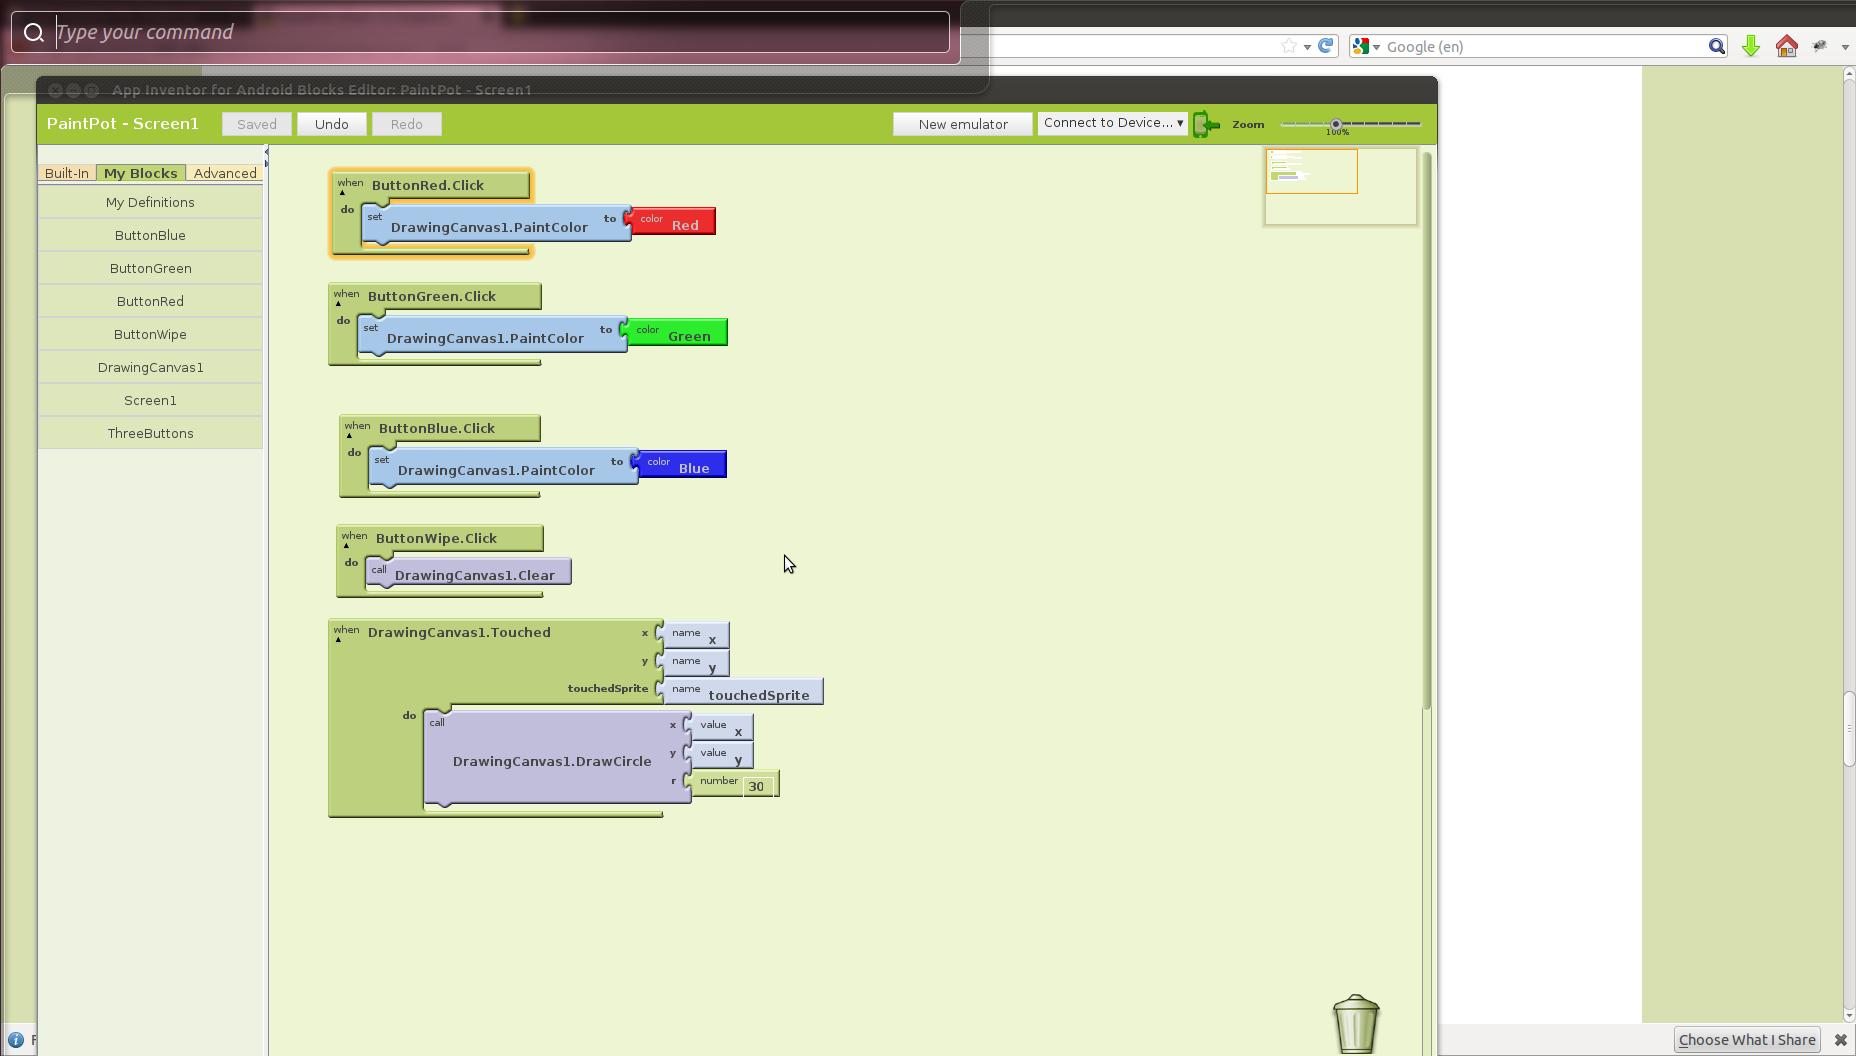 Type your command
Google (en)
App Inventor for Android Blocks Editor: PaintPot - Screen1
PaintPot - Screen1
Saved
Undo
Redo
New emulator
Connect to Device...
Zoom
100%
Built-In
My Blocks
Advanced
My Definitions
ButtonBlue
ButtonGreen
ButtonRed
ButtonWipe
DrawingCanvas1
Screen1
ThreeButtons
when ButtonRed.Click
do set DrawingCanvas1.PaintColor to color Red
when ButtonGreen.Click
do set DrawingCanvas1.PaintColor to color Green
when ButtonBlue.Click
do set DrawingCanvas1.PaintColor to color Blue
when ButtonWipe.Click
do call DrawingCanvas1.Clear
when DrawingCanvas1.Touched x name x
y name y
touchedSprite name touchedSprite
do call DrawingCanvas1.DrawCircle x value x
y value y
r number 30
Choose What I Share